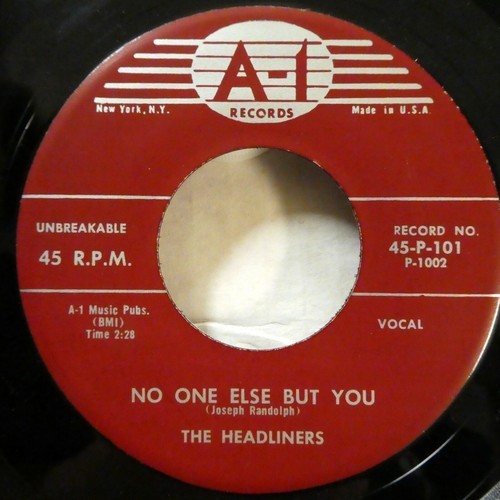 A-1
RECORDS
New York, N.Y.
Made in U.S.A.
UNBREAKABLE
45 R.P.M.
RECORD NO.
45-P-101
P-1002
A-1 Music Pubs.
(BMI)
Time 2:28
VOCAL
NO ONE ELSE BUT YOU
(Joseph Randolph)
THE HEADLINERS